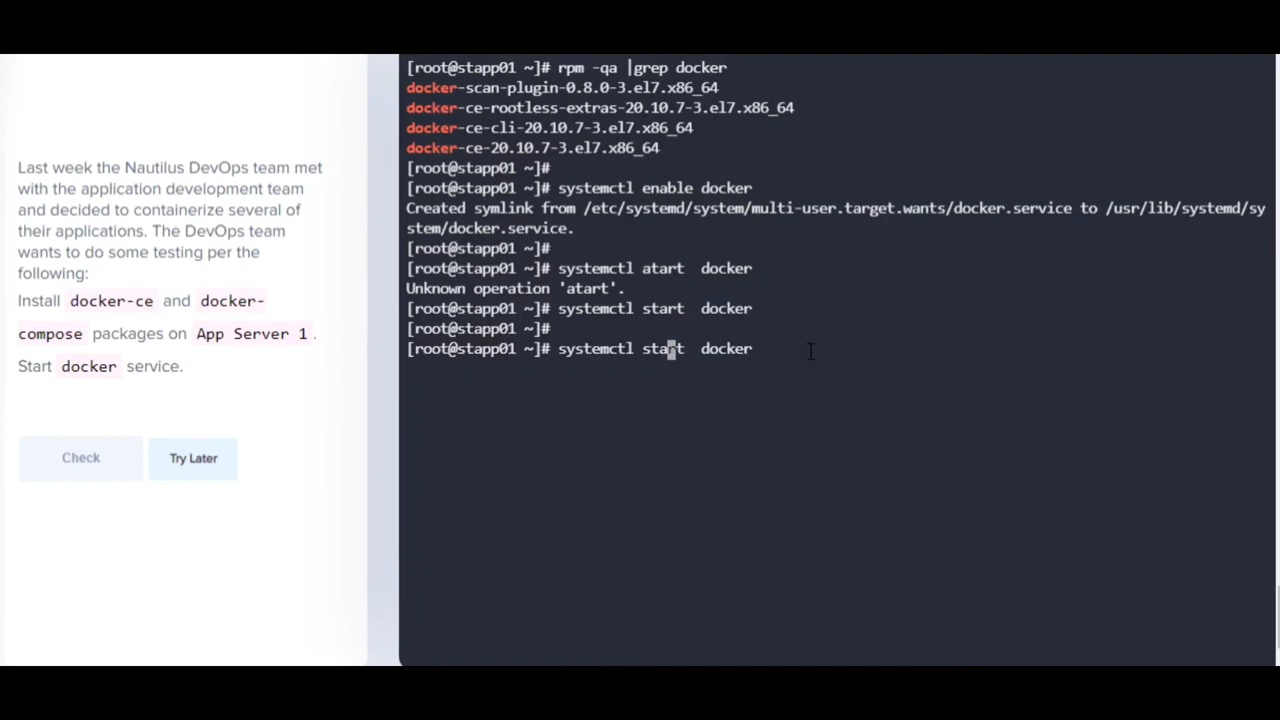 Last week the Nautilus DevOps team met
with the application development team
and decided to containerize several of
their applications. The DevOps team
wants to do some testing per the
following:
Install docker-ce and docker-
compose packages on App Server 1.
Start docker service.
Check
Try Later
[root@stapp01 ~]# rpm -qa |grep docker
docker-scan-plugin-0.8.0-3.el7.x86_64
docker-ce-rootless-extras-20.10.7-3.el7.x86_64
docker-ce-cli-20.10.7-3.el7.x86_64
docker-ce-20.10.7-3.el7.x86_64
[root@stapp01 ~]#
[root@stapp01 ~]# systemctl enable docker
Created symlink from /etc/systemd/system/multi-user.target.wants/docker.service to /usr/lib/systemd/sy
stem/docker.service.
[root@stapp01 ~]#
[root@stapp01 ~]# systemctl atart  docker
Unknown operation 'atart'.
[root@stapp01 ~]# systemctl start  docker
[root@stapp01 ~]#
[root@stapp01 ~]# systemctl start  docker